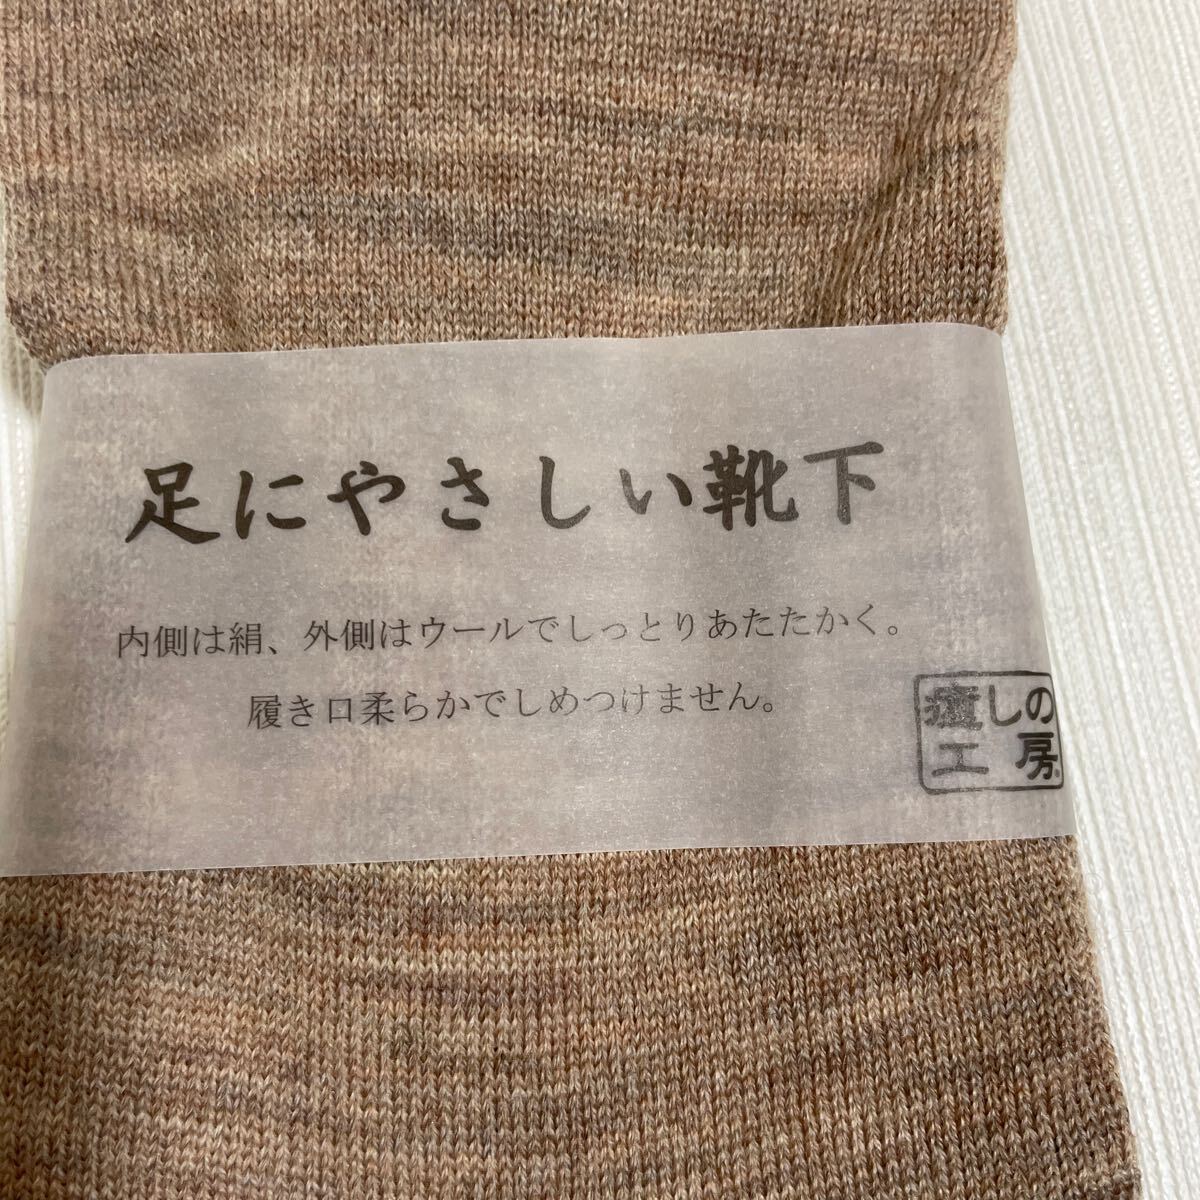 足にやさしい靴下
内側は絹、外側はウールでしっとりあたたかく。
履き口柔らかでしめつけません。
癒しの
工房